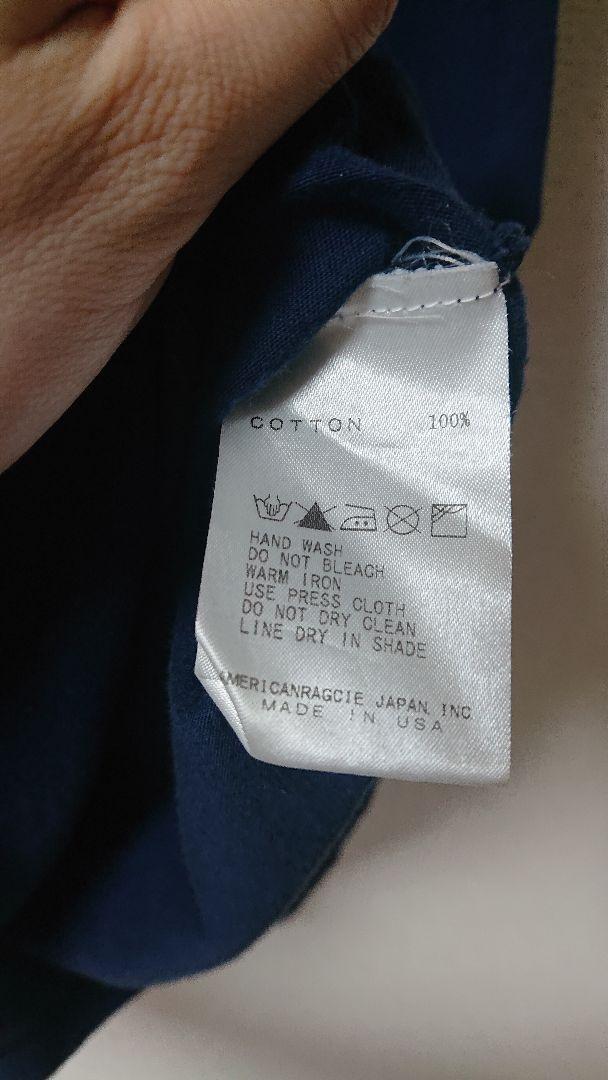 COTTON 100%
HAND WASH
DO NOT BLEACH
WARM IRON
USE PRESS CLOTH
DO NOT DRY CLEAN
LINE DRY IN SHADE
AMERICANRAGCIE JAPAN, INC
MADE IN USA